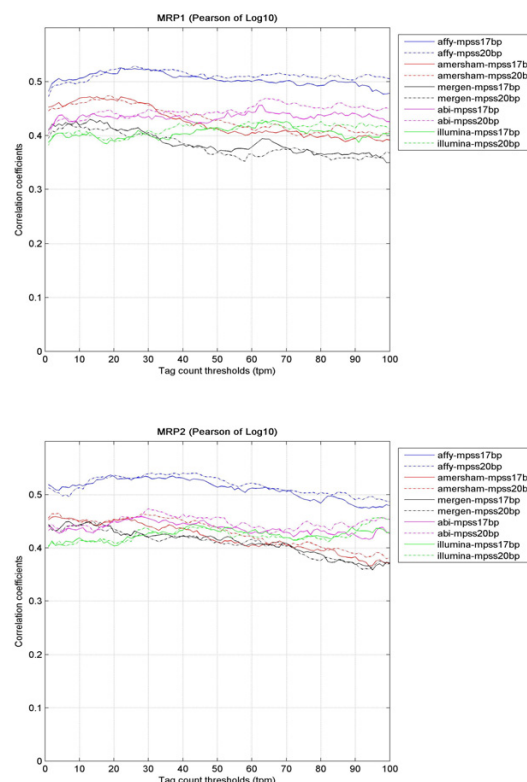 MRP1 (Pearson of Log10)
affy-mpss17bp
affy-mpss20bp
amersham-mpss17bp
amersham-mpss20bp
mergen-mpss17bp
mergen-mpss20bp
abi-mpss17bp
abi-mpss20bp
illumina-mpss17bp
illumina-mpss20bp
Correlation coefficients
0.5
0.4
0.3
0.2
0.1
0
0 10 20 30 40 50 60 70 80 90 100
Tag count thresholds (tpm)
MRP2 (Pearson of Log10)
affy-mpss17bp
affy-mpss20bp
amersham-mpss17b
amersham-mpss20b
mergen-mpss17bp
mergen-mpss20bp
abi-mpss17bp
abi-mpss20bp
illumina-mpss17bp
illumina-mpss20bp
Correlation coefficients
0.5
0.4
0.3
0.2
0.1
0
0 10 20 30 40 50 60 70 80 90 100
Tag count thresholds (tpm)